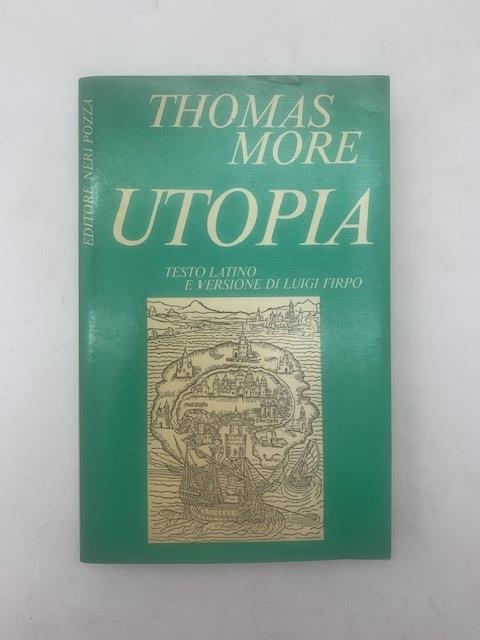 EDITORE NERI POZZA
THOMAS
MORE
UTOPIA
TESTO LATINO
E VERSIONE DI LUIGI FIRPO